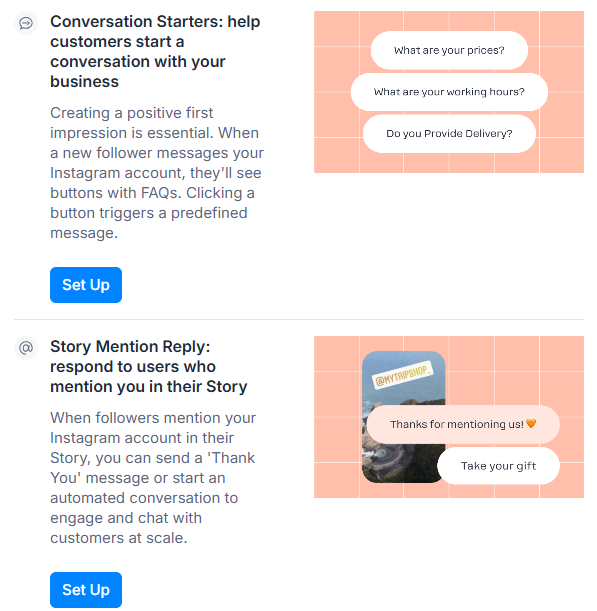 Conversation Starters: help
customers start a
conversation with your
business
Creating a positive first
impression is essential. When
a new follower messages your
Instagram account, they'll see
buttons with FAQs. Clicking a
button triggers a predefined
message.
Set Up
What are your prices?
What are your working hours?
Do you Provide Delivery?
Story Mention Reply:
respond to users who
mention you in their Story
When followers mention your
Instagram account in their
Story, you can send a 'Thank
You' message or start an
automated conversation to
engage and chat with
customers at scale.
Set Up
@MYTRIPSHOP_
Thanks for mentioning us! 🧡
Take your gift